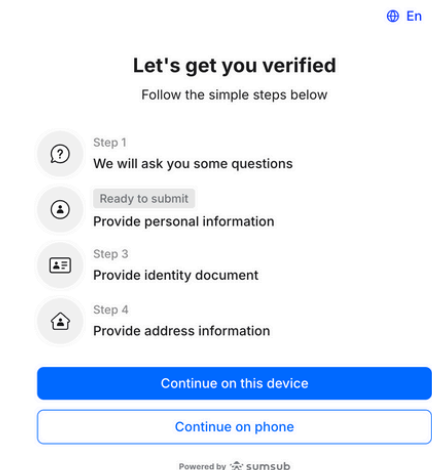 En
Let's get you verified
Follow the simple steps below
Step 1
We will ask you some questions
Ready to submit
Provide personal information
Step 3
Provide identity document
Step 4
Provide address information
Continue on this device
Continue on phone
Powered by sumsub